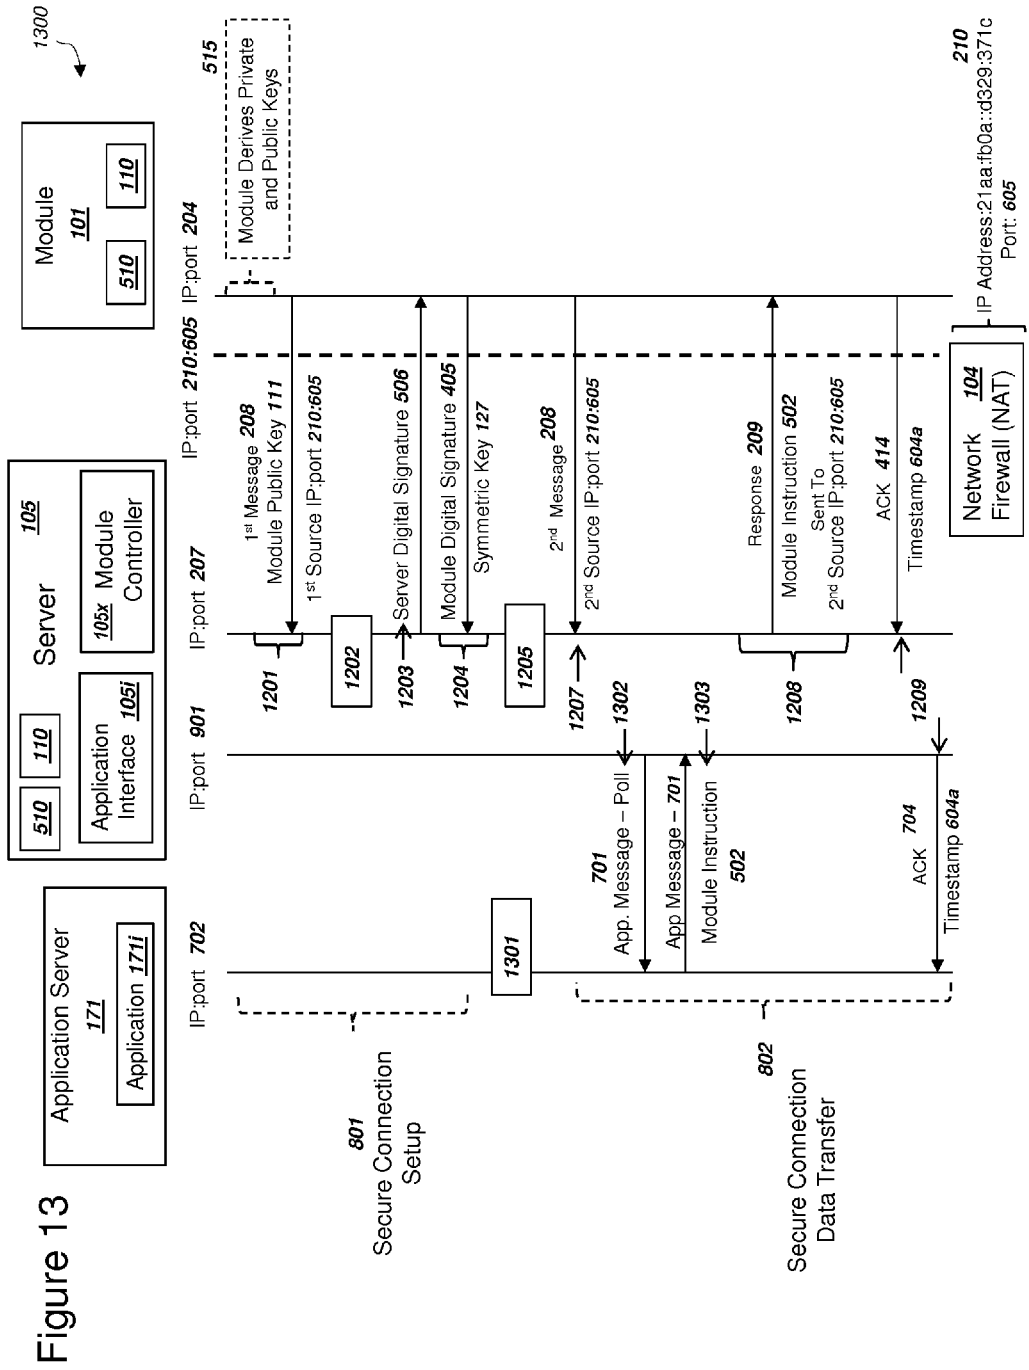 Figure 13
1300
Application Server
171
Application 171i
Server 105
510
110
Application
Interface 105i
105x Module
Controller
Module
101
510
110
IP:port 702
IP:port 901
IP:port 207
IP:port 210:605
IP:port 204
515
Module Derives Private
and Public Keys
801
Secure Connection
Setup
1201
1st Message 208
Module Public Key 111
1st Source IP:port 210:605
1202
1203
Server Digital Signature 506
1204
Module Digital Signature 405
Symmetric Key 127
1301
1205
802
Secure Connection
Data Transfer
1207
2nd Message 208
2nd Source IP:port 210:605
1302
701
App. Message – Poll
App Message – 701
1303
Module Instruction
502
1208
Response 209
Module Instruction 502
Sent To
2nd Source IP:port 210:605
1209
ACK 414
Timestamp 604a
ACK 704
Timestamp 604a
Network 104
Firewall (NAT)
210
IP Address:21aa:fb0a::d329:371c
Port: 605